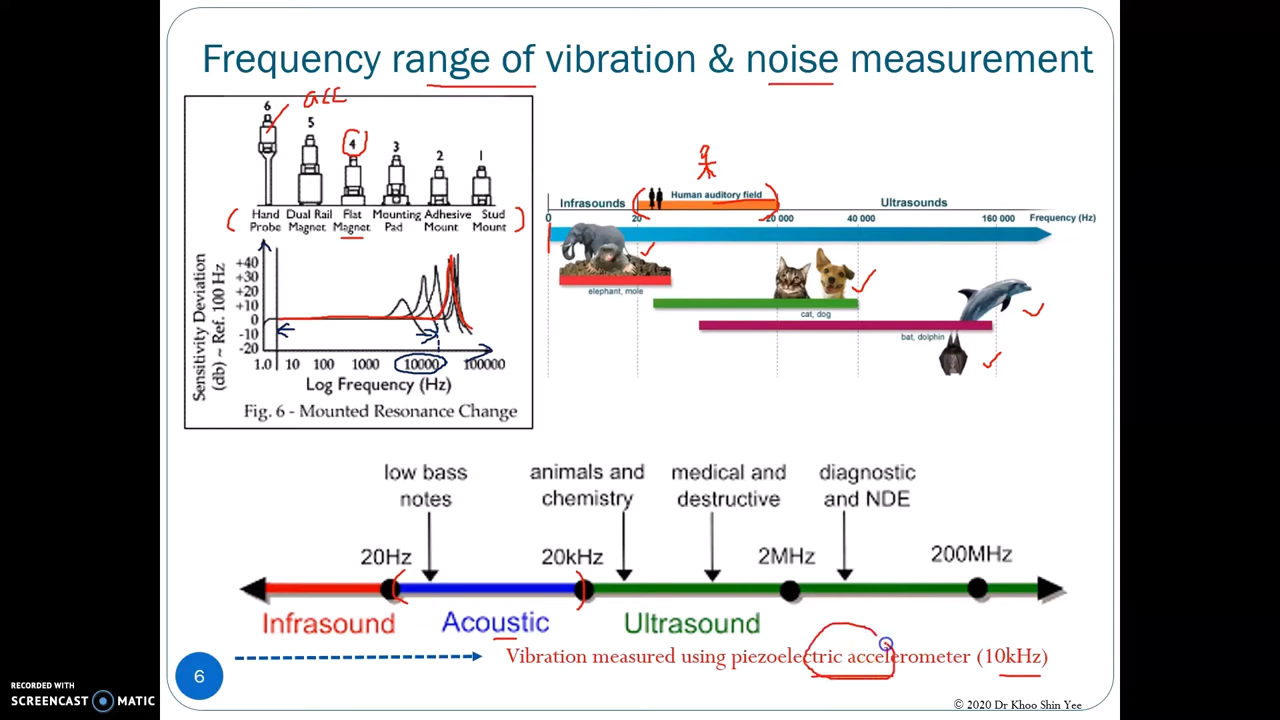 Frequency range of vibration & noise measurement
acc
6
5
4
3
2
1
Hand Probe
Dual Rail Magnet
Flat Magnet
Mounting Pad
Adhesive Mount
Stud Mount
Sensitivity Deviation
(db) ~ Ref. 100 Hz
+40
+30
+20
+10
0
-10
-20
1.0 10 100 1000 10000 100000
Log Frequency (Hz)
Fig. 6 - Mounted Resonance Change
Infrasounds
Human auditory field
Ultrasounds
0 20 20 000 40 000 160 000 Frequency (Hz)
elephant, mole
cat, dog
bat, dolphin
low bass notes
animals and chemistry
medical and destructive
diagnostic and NDE
20Hz 20kHz 2MHz 200MHz
Infrasound Acoustic Ultrasound
Vibration measured using piezoelectric accelerometer (10kHz)
6
RECORDED WITH
SCREENCAST MATIC
© 2020 Dr Khoo Shin Yee